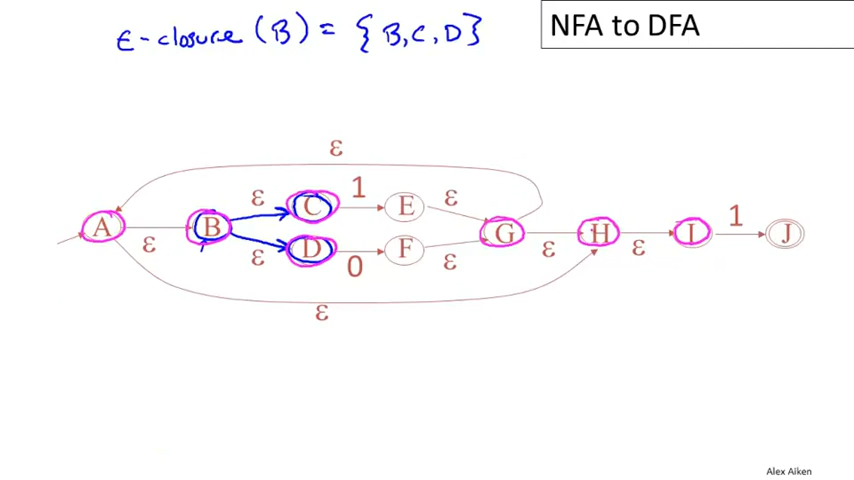 ε-closure (B) = {B, C, D}
NFA to DFA
ε
ε C 1 E ε
A ε B G ε H ε I 1 J
ε D 0 F ε
ε
Alex Aiken